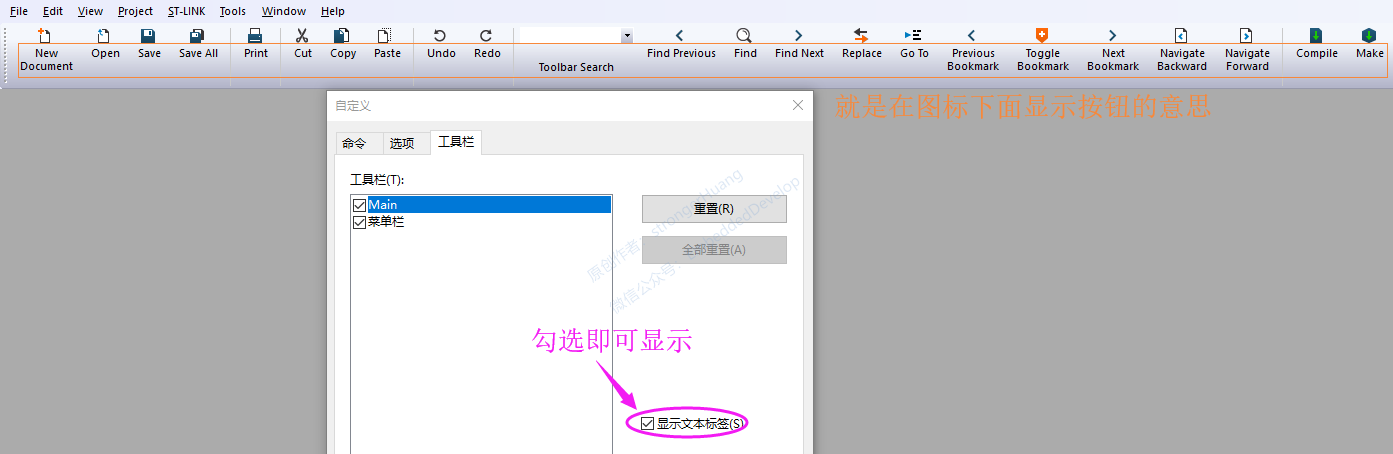 File Edit View Project ST-LINK Tools Window Help
New Document Open Save Save All Print Cut Copy Paste Undo Redo Toolbar Search Find Previous Find Find Next Replace Go To Previous Bookmark Toggle Bookmark Next Bookmark Navigate Backward Navigate Forward Compile Make
就是在图标下面显示按钮的意思
自定义
命令 选项 工具栏
工具栏(T):
Main
菜单栏
重置(R)
全部重置(A)
原创作者：strongerHuang
微信公众号：EmbeddedDevelop
勾选即可显示
显示文本标签(S)